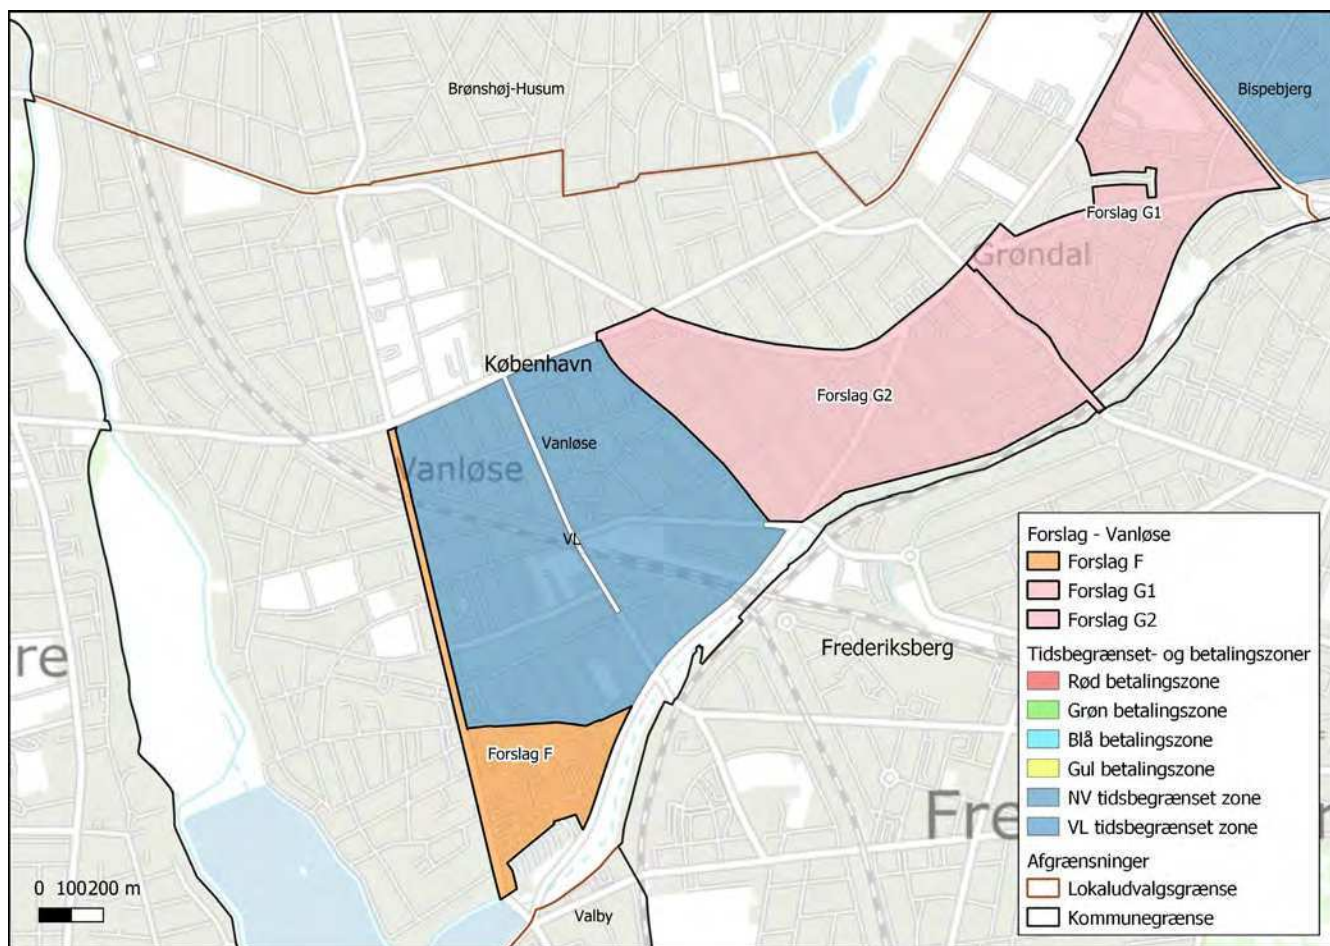 Brønshøj-Husum
Bispebjerg
Forslag G1
Grøndal
København
Forslag G2
Vanløse
Vanløse
VL
Forslag F
Frederiksberg
re
Fre
Valby
0 100200 m
Forslag - Vanløse
Forslag F
Forslag G1
Forslag G2
Tidsbegrænset- og betalingszoner
Rød betalingszone
Grøn betalingszone
Blå betalingszone
Gul betalingszone
NV tidsbegrænset zone
VL tidsbegrænset zone
Afgrænsninger
Lokaludvalgsgrænse
Kommunegrænse